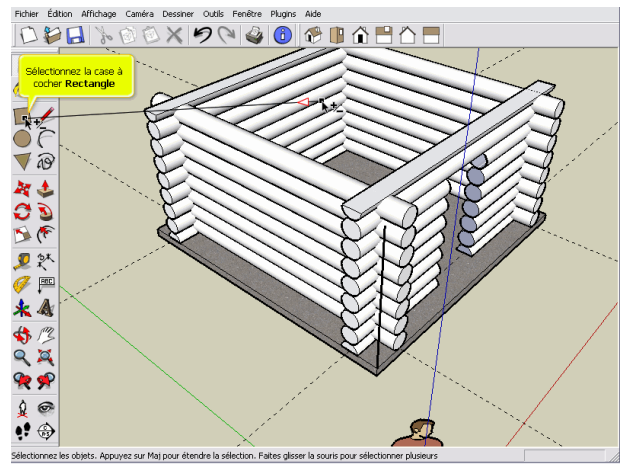 Fichier Édition Affichage Caméra Dessiner Outils Fenêtre Plugins Aide
Sélectionnez la case à
cocher Rectangle
ABC
A
Sélectionnez les objets. Appuyez sur Maj pour étendre la sélection. Faites glisser la souris pour sélectionner plusieurs